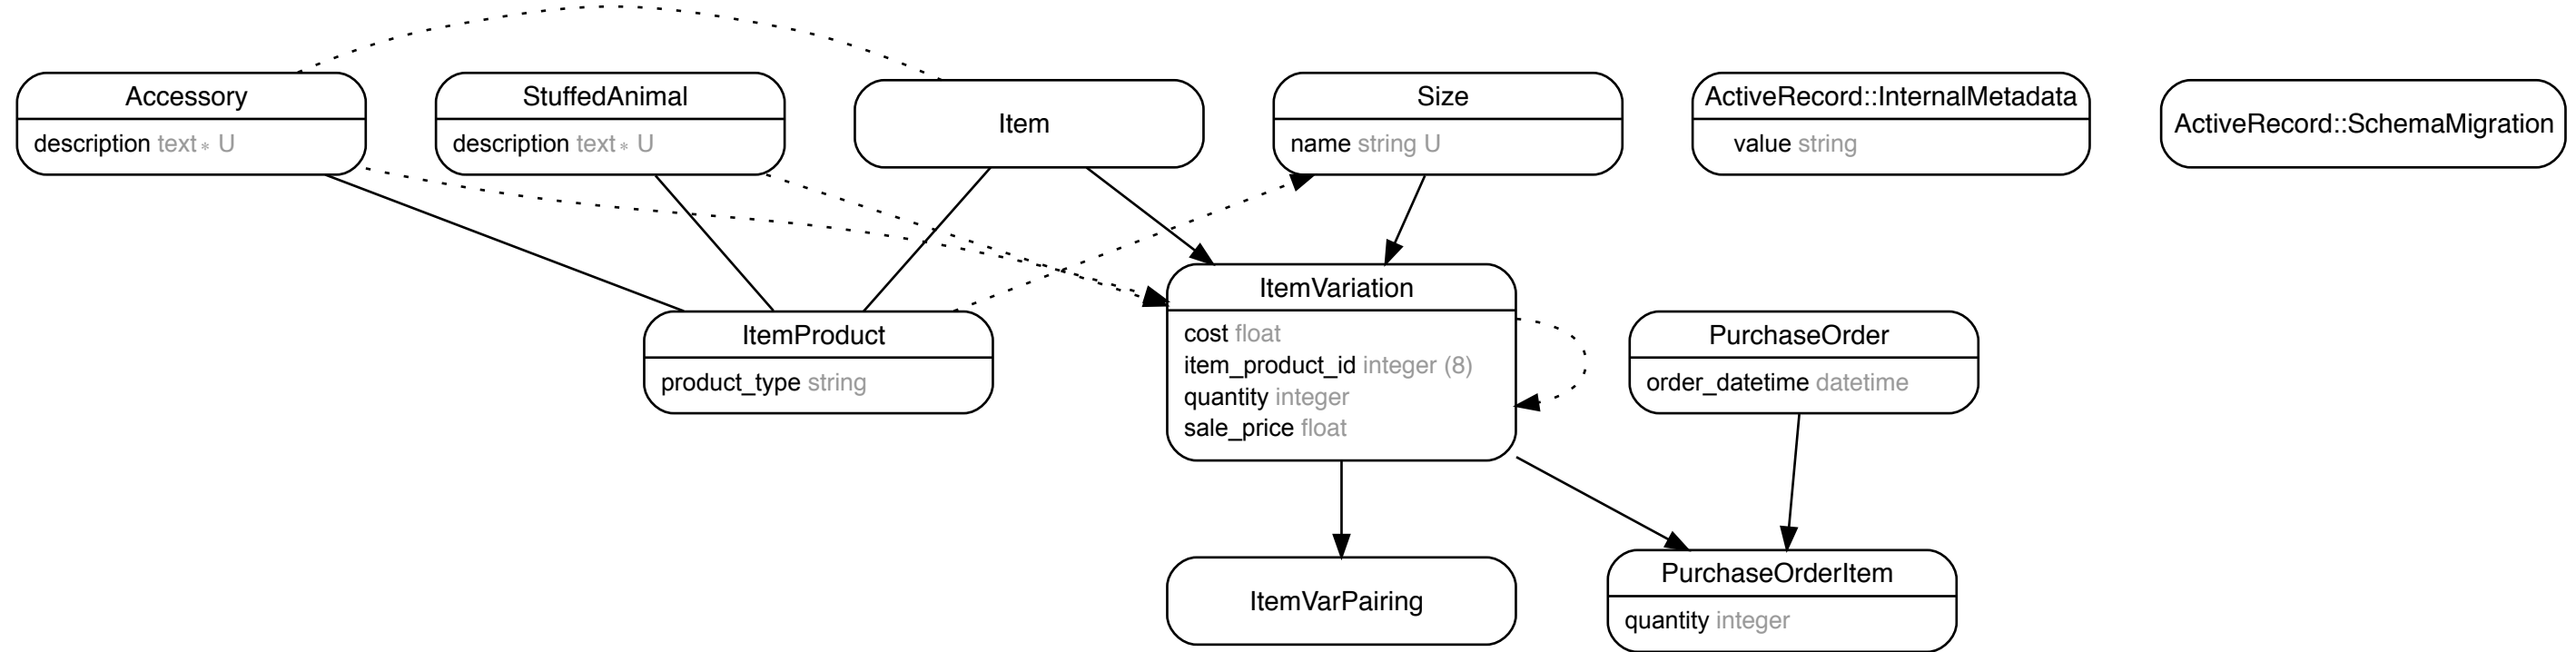 Accessory
description text* U
StuffedAnimal
description text* U
Item
Size
name string U
ActiveRecord::InternalMetadata
value string
ActiveRecord::SchemaMigration
ItemProduct
product_type string
ItemVariation
cost float
item_product_id integer (8)
quantity integer
sale_price float
PurchaseOrder
order_datetime datetime
ItemVarPairing
PurchaseOrderItem
quantity integer